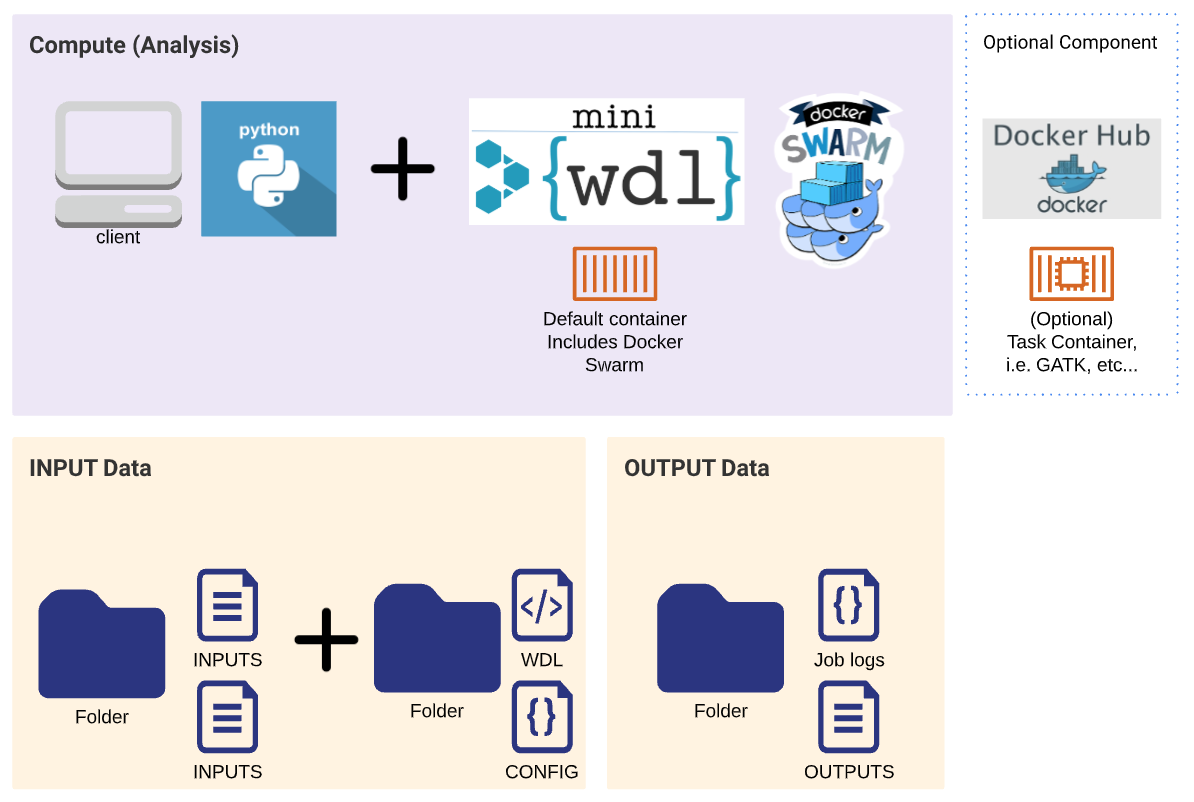 Compute (Analysis)
Optional Component
python
client
mini
{wdl}
docker
SWARM
Docker Hub
docker
Default container
Includes Docker
Swarm
(Optional)
Task Container,
i.e. GATK, etc...
INPUT Data
INPUTS
INPUTS
Folder
</>
WDL
Folder
{}
CONFIG
OUTPUT Data
Folder
{}
Job logs
OUTPUTS